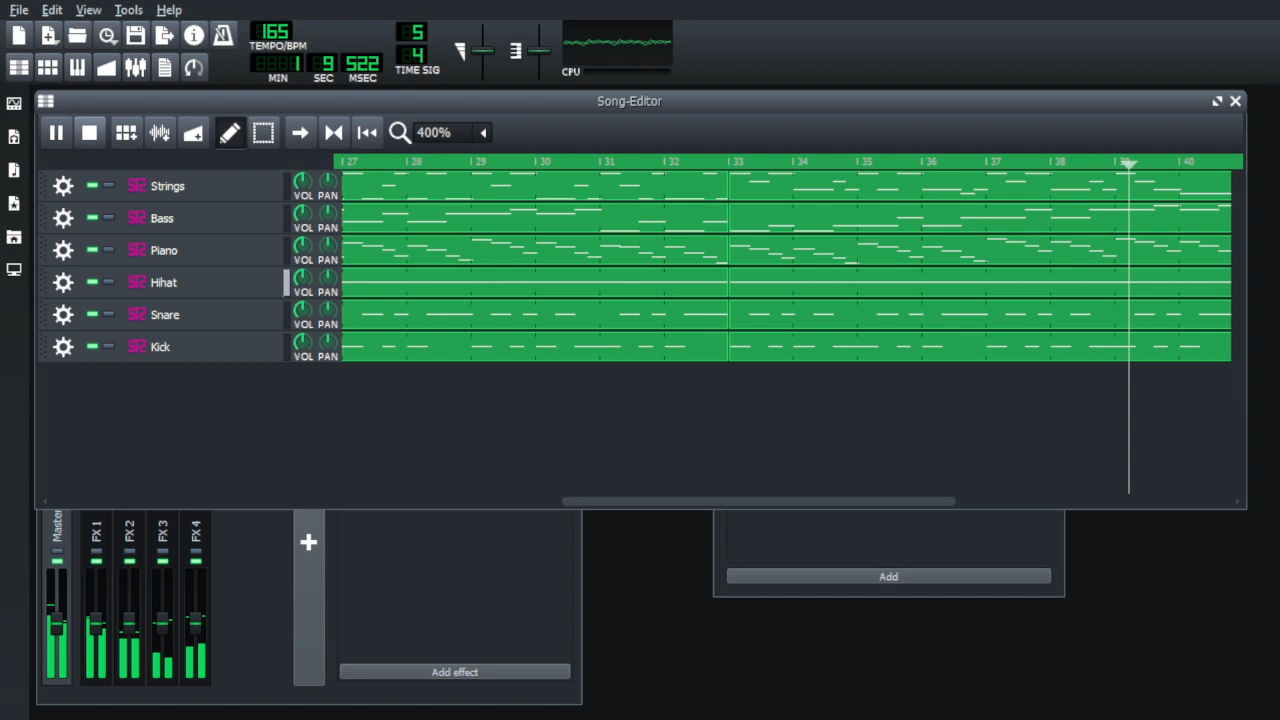 File Edit View Tools Help
165
TEMPO/BPM
1 9 522
MIN SEC MSEC
5
4
TIME SIG
CPU
Song-Editor
400%
27 28 29 30 31 32 33 34 35 36 37 38 39 40
Strings VOL PAN
Bass VOL PAN
Piano VOL PAN
Hihat VOL PAN
Snare VOL PAN
Kick VOL PAN
Master FX 1 FX 2 FX 3 FX 4
Add
Add effect